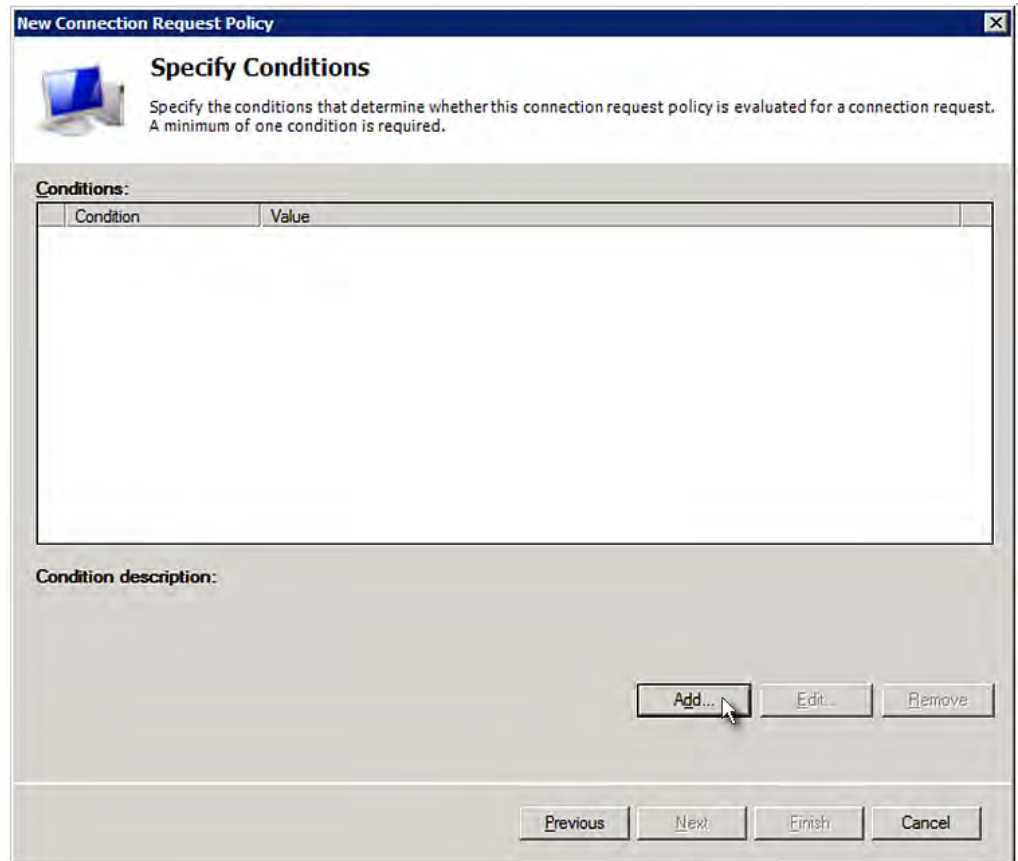 New Connection Request Policy
Specify Conditions
Specify the conditions that determine whether this connection request policy is evaluated for a connection request.
A minimum of one condition is required.
Conditions:
Condition Value
Condition description:
Add... Edit... Remove
Previous Next Finish Cancel